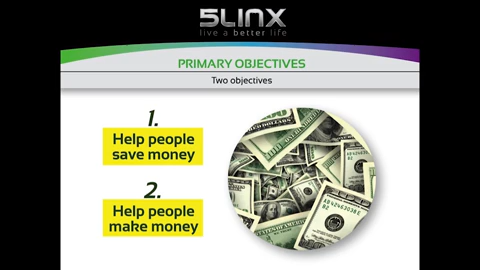 5LINX
live a better life
PRIMARY OBJECTIVES
Two objectives
1.
Help people
save money
2.
Help people
make money